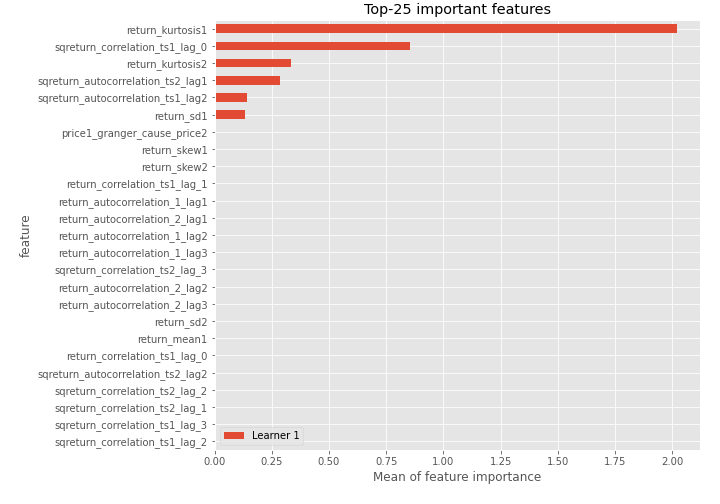 Top-25 important features
return_kurtosis1
sqreturn_correlation_ts1_lag_0
return_kurtosis2
sqreturn_autocorrelation_ts2_lag1
sqreturn_autocorrelation_ts1_lag2
return_sd1
price1_granger_cause_price2
return_skew1
return_skew2
return_correlation_ts1_lag_1
return_autocorrelation_1_lag1
return_autocorrelation_2_lag1
return_autocorrelation_1_lag2
return_autocorrelation_1_lag3
sqreturn_correlation_ts2_lag_3
return_autocorrelation_2_lag2
return_autocorrelation_2_lag3
return_sd2
return_mean1
return_correlation_ts1_lag_0
sqreturn_autocorrelation_ts2_lag2
sqreturn_correlation_ts2_lag_2
sqreturn_correlation_ts2_lag_1
sqreturn_correlation_ts1_lag_3
sqreturn_correlation_ts1_lag_2
feature
Learner 1
0.00 0.25 0.50 0.75 1.00 1.25 1.50 1.75 2.00
Mean of feature importance